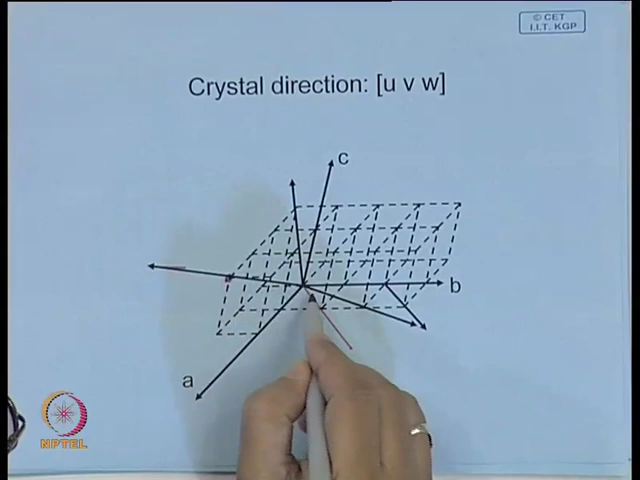 © CET
I.I.T. KGP
Crystal direction: [u v w]
c
b
a
NPTEL